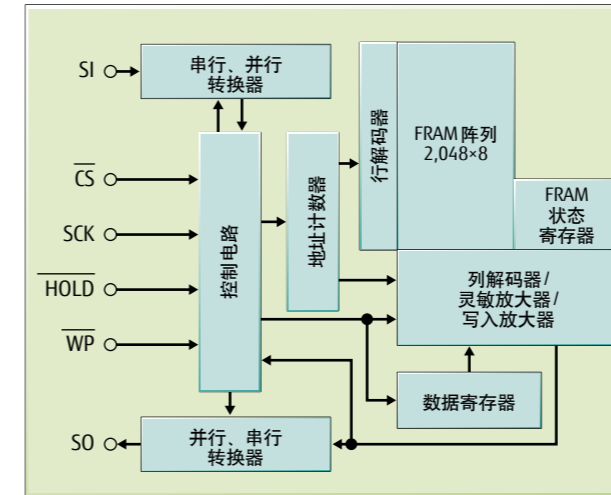 SI
串行、并行
转换器
CS
SCK
HOLD
WP
SO
控制电路
地址计数器
行解码器
FRAM 阵列
2,048×8
FRAM
状态
寄存器
列解码器/
灵敏放大器/
写入放大器
数据寄存器
并行、串行
转换器